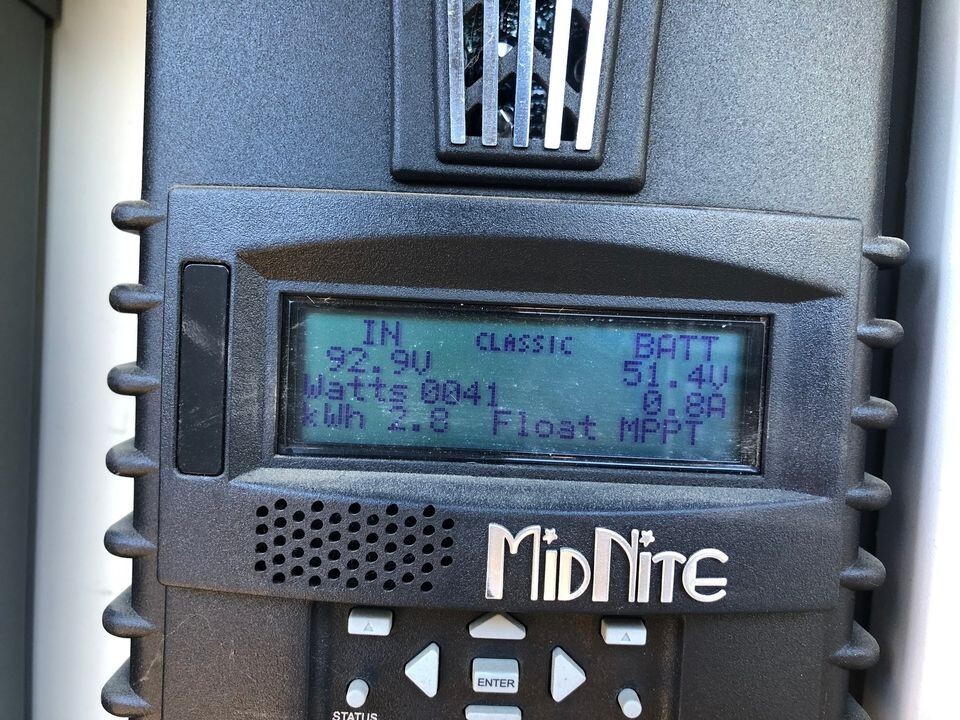 IN CLASSIC BATT
92.9V 51.4V
Watts 0041 0.8A
kWh 2.8 Float MPPT
MIDNITE
ENTER
STATUS